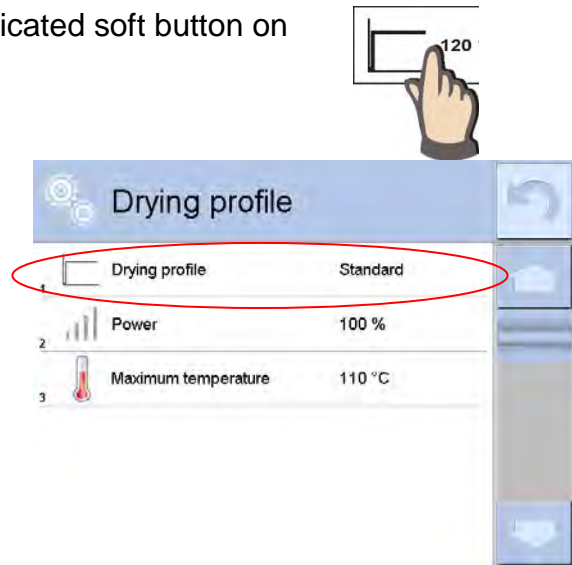 icated soft button on
120
Drying profile
1 Drying profile Standard
2 Power 100 %
3 Maximum temperature 110 °C